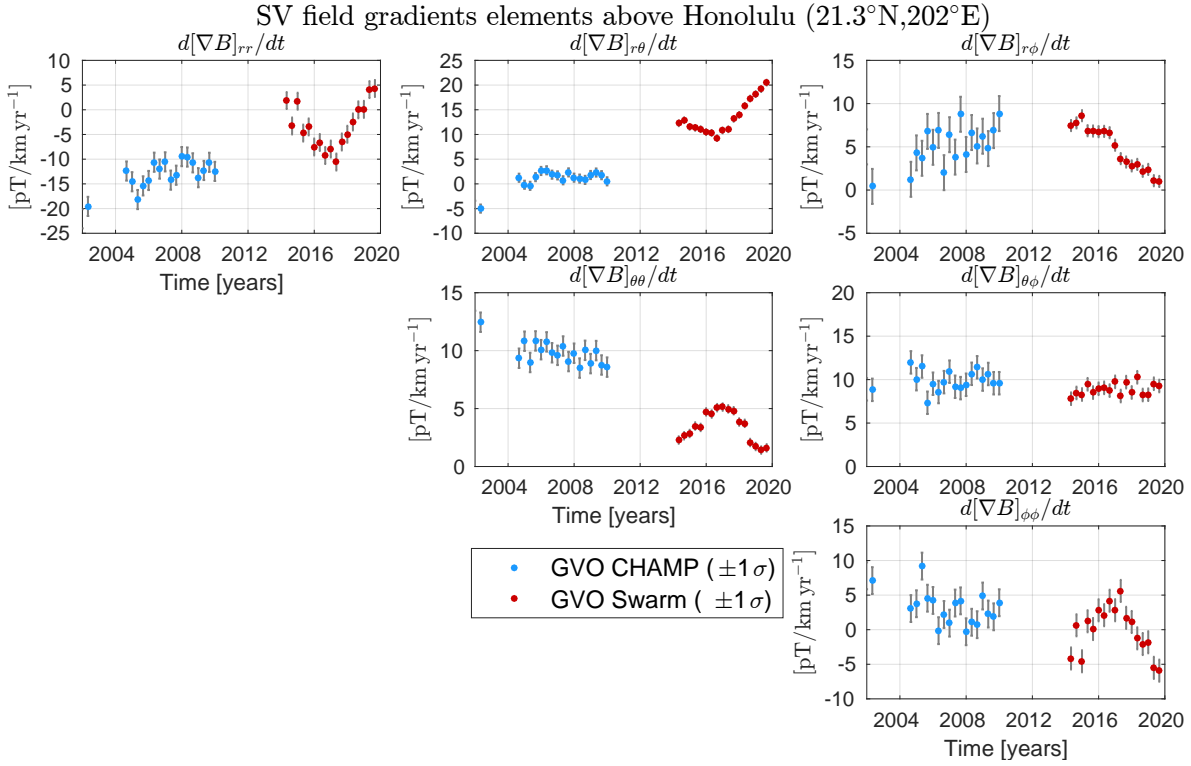 SV field gradients elements above Honolulu (21.3°N,202°E)
d[∇B]rr/dt
[pT/km yr−1]
10
5
0
-5
-10
-15
-20
-25
2004 2008 2012 2016 2020
Time [years]
d[∇B]rθ/dt
[pT/km yr−1]
25
20
15
10
5
0
-5
-10
2004 2008 2012 2016 2020
d[∇B]rϕ/dt
[pT/km yr−1]
15
10
5
0
-5
2004 2008 2012 2016 2020
d[∇B]θθ/dt
[pT/km yr−1]
15
10
5
0
2004 2008 2012 2016 2020
Time [years]
d[∇B]θϕ/dt
[pT/km yr−1]
20
15
10
5
0
2004 2008 2012 2016 2020
d[∇B]ϕϕ/dt
[pT/km yr−1]
15
10
5
0
-5
-10
2004 2008 2012 2016 2020
Time [years]
GVO CHAMP (±1σ)
GVO Swarm ( ±1σ)